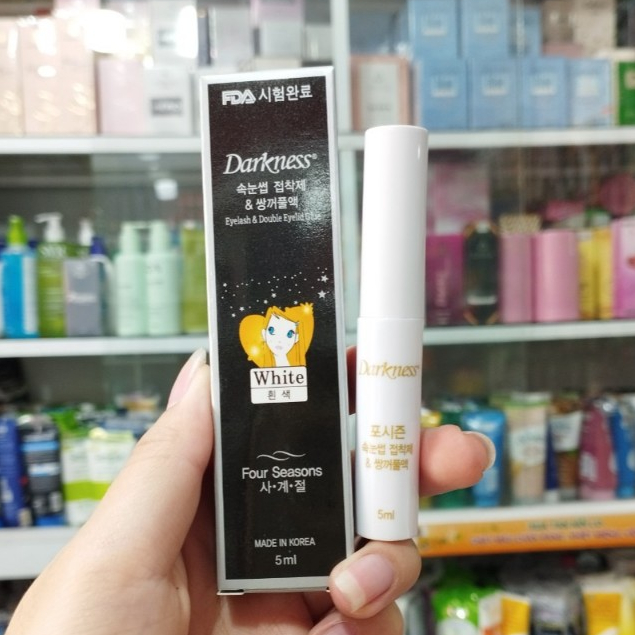 FDA 시험완료
Darkness®
속눈썹 접착제
& 쌍꺼풀액
Eyelash & Double Eyelid Glue
White
흰 색
Four Seasons
사•계•절
MADE IN KOREA
5ml
Darkness®
포시즌
속눈썹 접착제
& 쌍꺼풀액
5ml